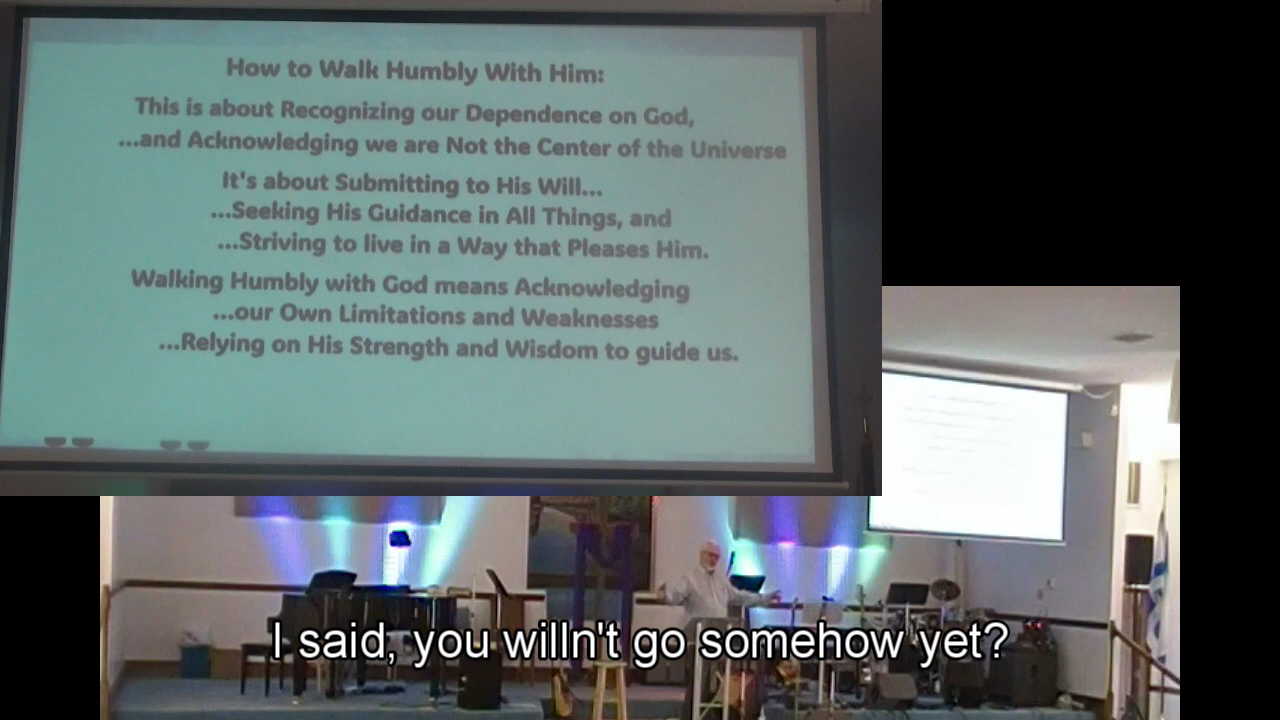 How to Walk Humbly With Him:
This is about Recognizing our Dependence on God,
...and Acknowledging we are Not the Center of the Universe
It's about Submitting to His Will...
...Seeking His Guidance in All Things, and
...Striving to live in a Way that Pleases Him.
Walking Humbly with God means Acknowledging
...our Own Limitations and Weaknesses
...Relying on His Strength and Wisdom to guide us.
I said, you willn't go somehow yet?